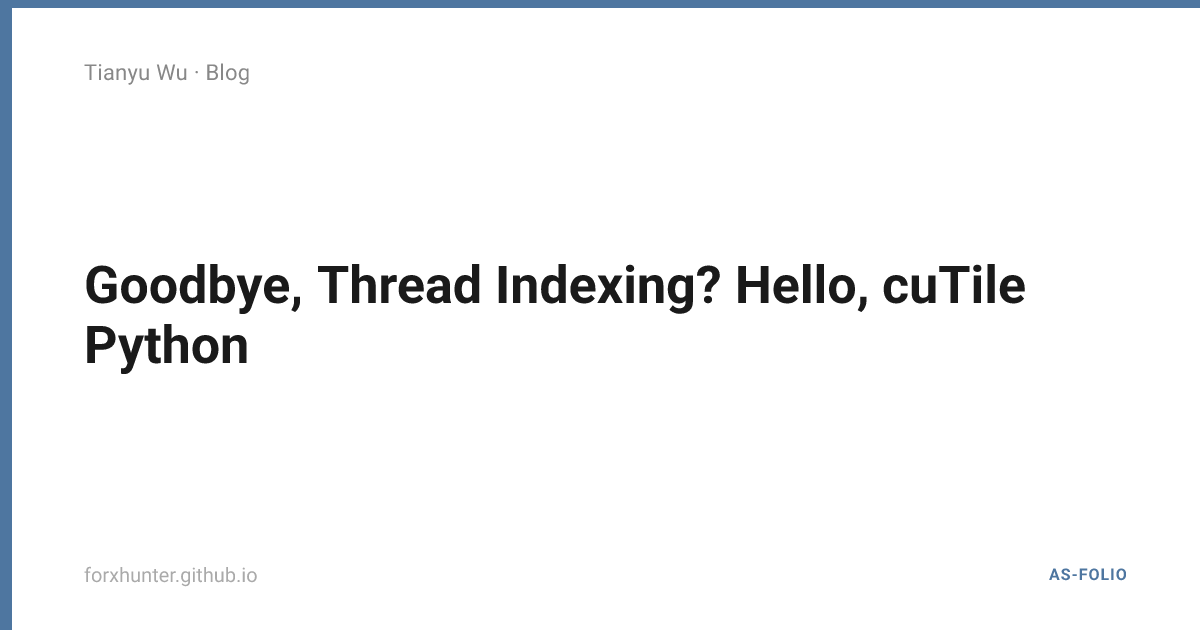 Tianyu Wu · Blog
Goodbye, Thread Indexing? Hello, cuTile
Python
forxhunter.github.io
AS-FOLIO